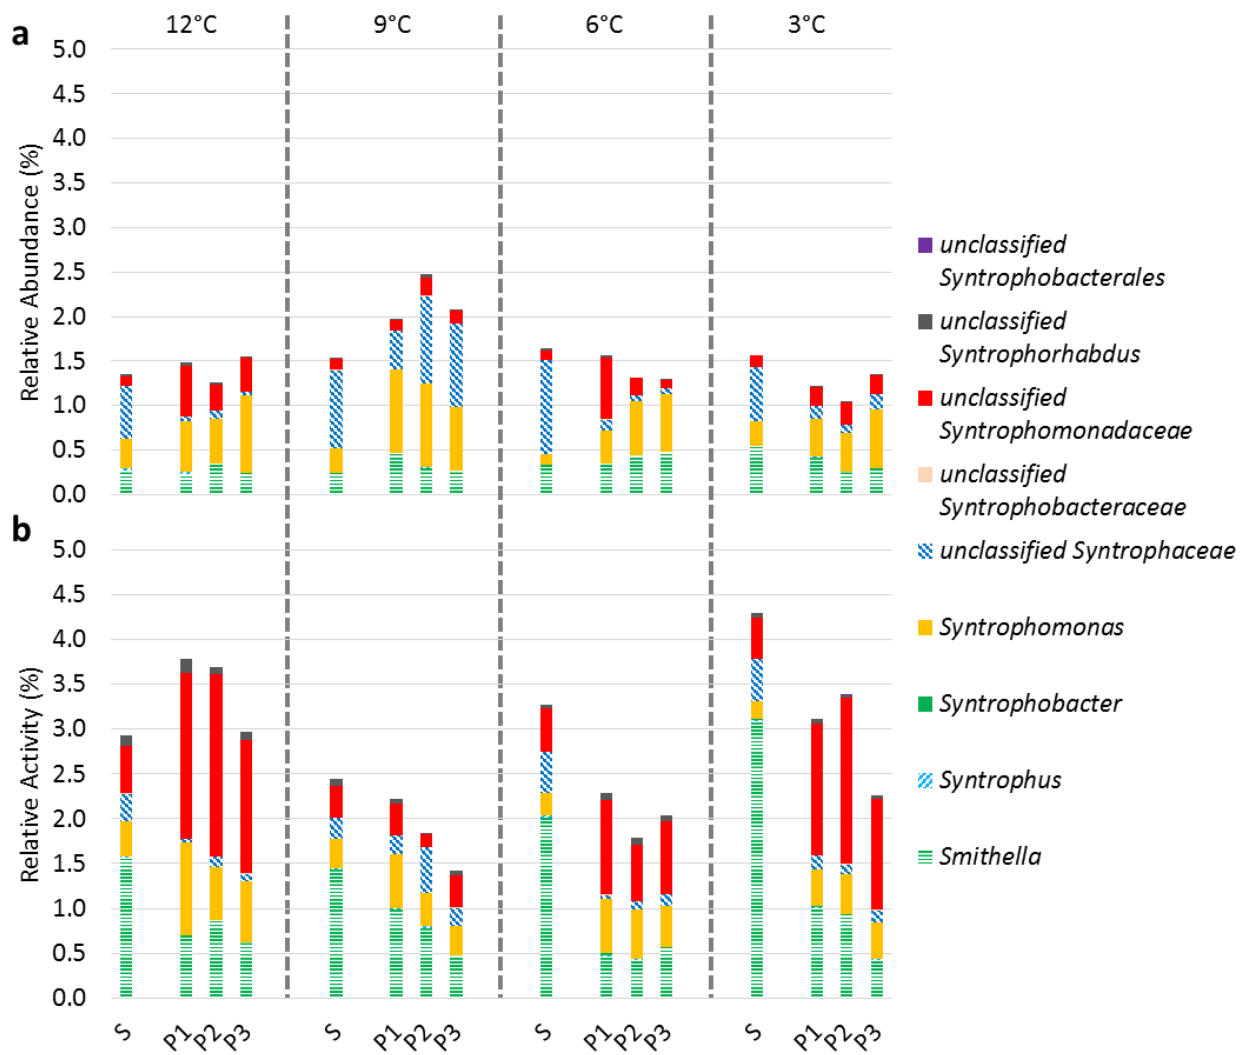 a
12°C
9°C
6°C
3°C
5.0
4.5
4.0
3.5
3.0
2.5
2.0
1.5
1.0
0.5
0.0
Relative Abundance (%)
b
5.0
4.5
4.0
3.5
3.0
2.5
2.0
1.5
1.0
0.5
0.0
Relative Activity (%)
S
P1
P2
P3
S
P1
P2
P3
S
P1
P2
P3
S
P1
P2
P3
unclassified
Syntrophobacterales
unclassified
Syntrophorhabdus
unclassified
Syntrophomonadaceae
unclassified
Syntrophobacteraceae
unclassified Syntrophaceae
Syntrophomonas
Syntrophobacter
Syntrophus
Smithella